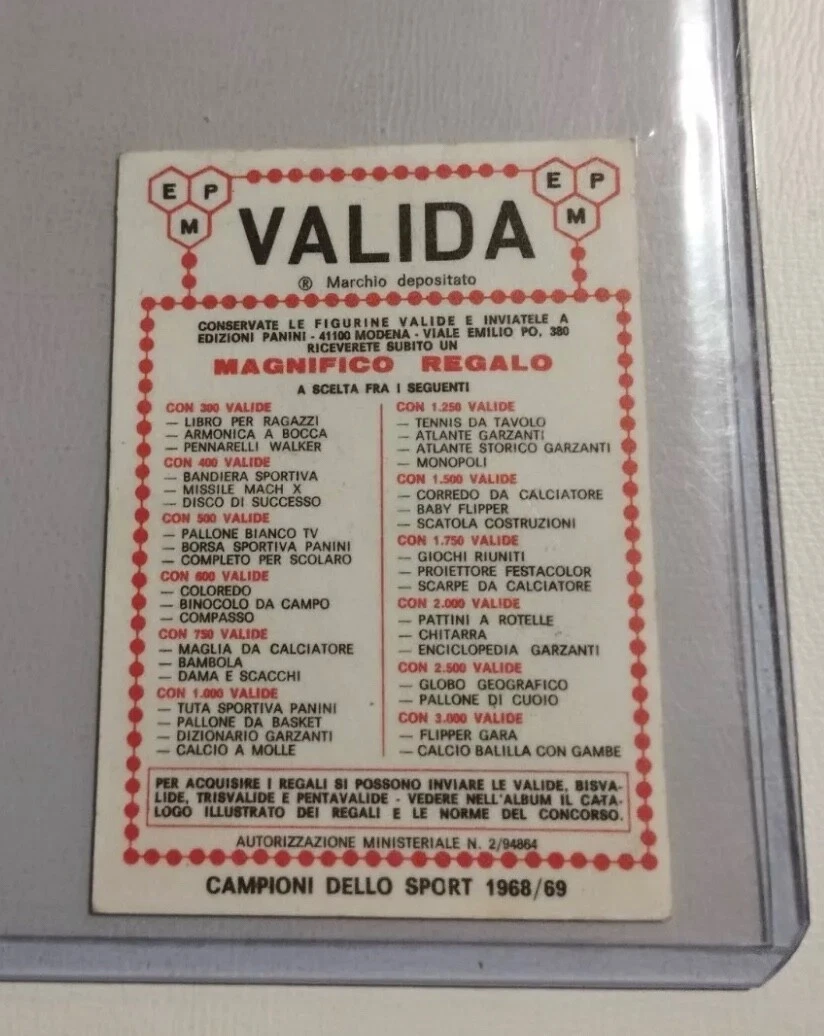 E P
M
E P
M
VALIDA
® Marchio depositato
CONSERVATE LE FIGURINE VALIDE E INVIATELE A
EDIZIONI PANINI - 41100 MODENA - VIALE EMILIO PO. 380
RICEVERETE SUBITO UN
MAGNIFICO REGALO
A SCELTA FRA I SEGUENTI
CON 300 VALIDE
— LIBRO PER RAGAZZI
— ARMONICA A BOCCA
— PENNARELLI WALKER
CON 400 VALIDE
— BANDIERA SPORTIVA
— MISSILE MACH X
— DISCO DI SUCCESSO
CON 500 VALIDE
— PALLONE BIANCO TV
— BORSA SPORTIVA PANINI
— COMPLETO PER SCOLARO
CON 600 VALIDE
— COLOREDO
— BINOCOLO DA CAMPO
— COMPASSO
CON 750 VALIDE
— MAGLIA DA CALCIATORE
— BAMBOLA
— DAMA E SCACCHI
CON 1.000 VALIDE
— TUTA SPORTIVA PANINI
— PALLONE DA BASKET
— DIZIONARIO GARZANTI
— CALCIO A MOLLE
CON 1.250 VALIDE
— TENNIS DA TAVOLO
— ATLANTE GARZANTI
— ATLANTE STORICO GARZANTI
— MONOPOLI
CON 1.500 VALIDE
— CORREDO DA CALCIATORE
— BABY FLIPPER
— SCATOLA COSTRUZIONI
CON 1.750 VALIDE
— GIOCHI RIUNITI
— PROIETTORE FESTACOLOR
— SCARPE DA CALCIATORE
CON 2.000 VALIDE
— PATTINI A ROTELLE
— CHITARRA
— ENCICLOPEDIA GARZANTI
CON 2.500 VALIDE
— GLOBO GEOGRAFICO
— PALLONE DI CUOIO
CON 3.000 VALIDE
— FLIPPER GARA
— CALCIO BALILLA CON GAMBE
PER ACQUISIRE I REGALI SI POSSONO INVIARE LE VALIDE, BISVA-
LIDE, TRISVALIDE E PENTAVALIDE - VEDERE NELL'ALBUM IL CATA-
LOGO ILLUSTRATO DEI REGALI E LE NORME DEL CONCORSO.
AUTORIZZAZIONE MINISTERIALE N. 2/94864
CAMPIONI DELLO SPORT 1968/69